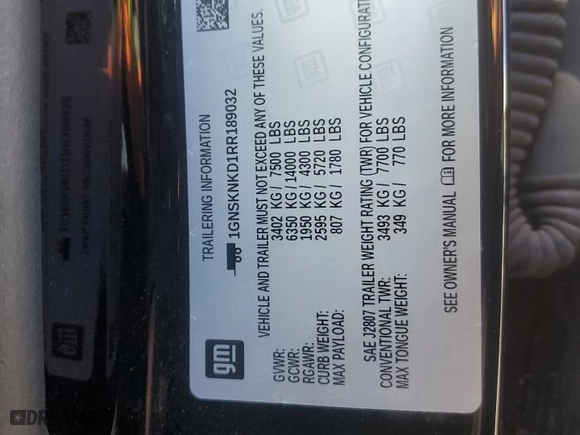 TRAILERING INFORMATION
1GNSKNKD1RR189032
VEHICLE AND TRAILER MUST NOT EXCEED ANY OF THESE VALUES.
GVWR: 3402 KG / 7500 LBS
GCWR: 6350 KG / 14000 LBS
RGAWR: 1950 KG / 4300 LBS
CURB WEIGHT: 2595 KG / 5720 LBS
MAX PAYLOAD: 807 KG / 1780 LBS
SAE J2807 TRAILER WEIGHT RATING (TWR) FOR VEHICLE CONFIGURATI
CONVENTIONAL TWR: 3493 KG / 7700 LBS
MAX TONGUE WEIGHT: 349 KG / 770 LBS
SEE OWNER'S MANUAL FOR MORE INFORMATION
gm